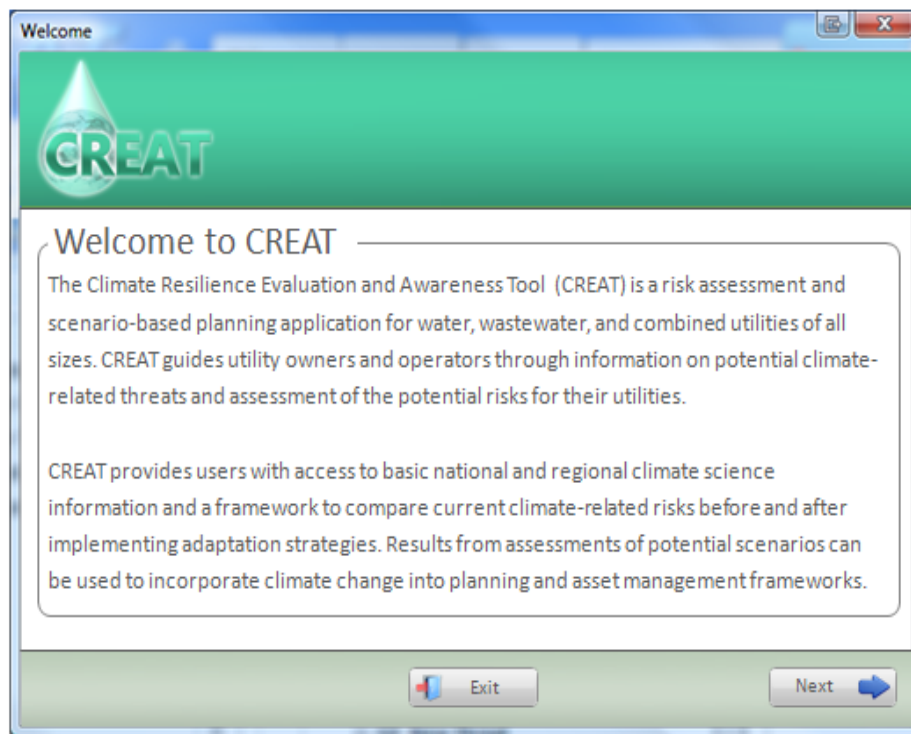 Welcome
CREAT
Welcome to CREAT
The Climate Resilience Evaluation and Awareness Tool (CREAT) is a risk assessment and
scenario-based planning application for water, wastewater, and combined utilities of all
sizes. CREAT guides utility owners and operators through information on potential climate-
related threats and assessment of the potential risks for their utilities.
CREAT provides users with access to basic national and regional climate science
information and a framework to compare current climate-related risks before and after
implementing adaptation strategies. Results from assessments of potential scenarios can
be used to incorporate climate change into planning and asset management frameworks.
Exit
Next